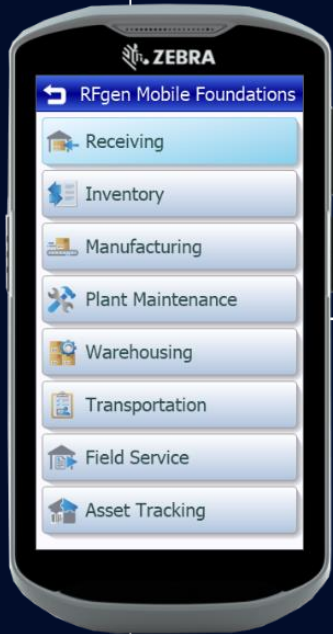 ZEBRA
RFgen Mobile Foundations
Receiving
Inventory
Manufacturing
Plant Maintenance
Warehousing
Transportation
Field Service
Asset Tracking